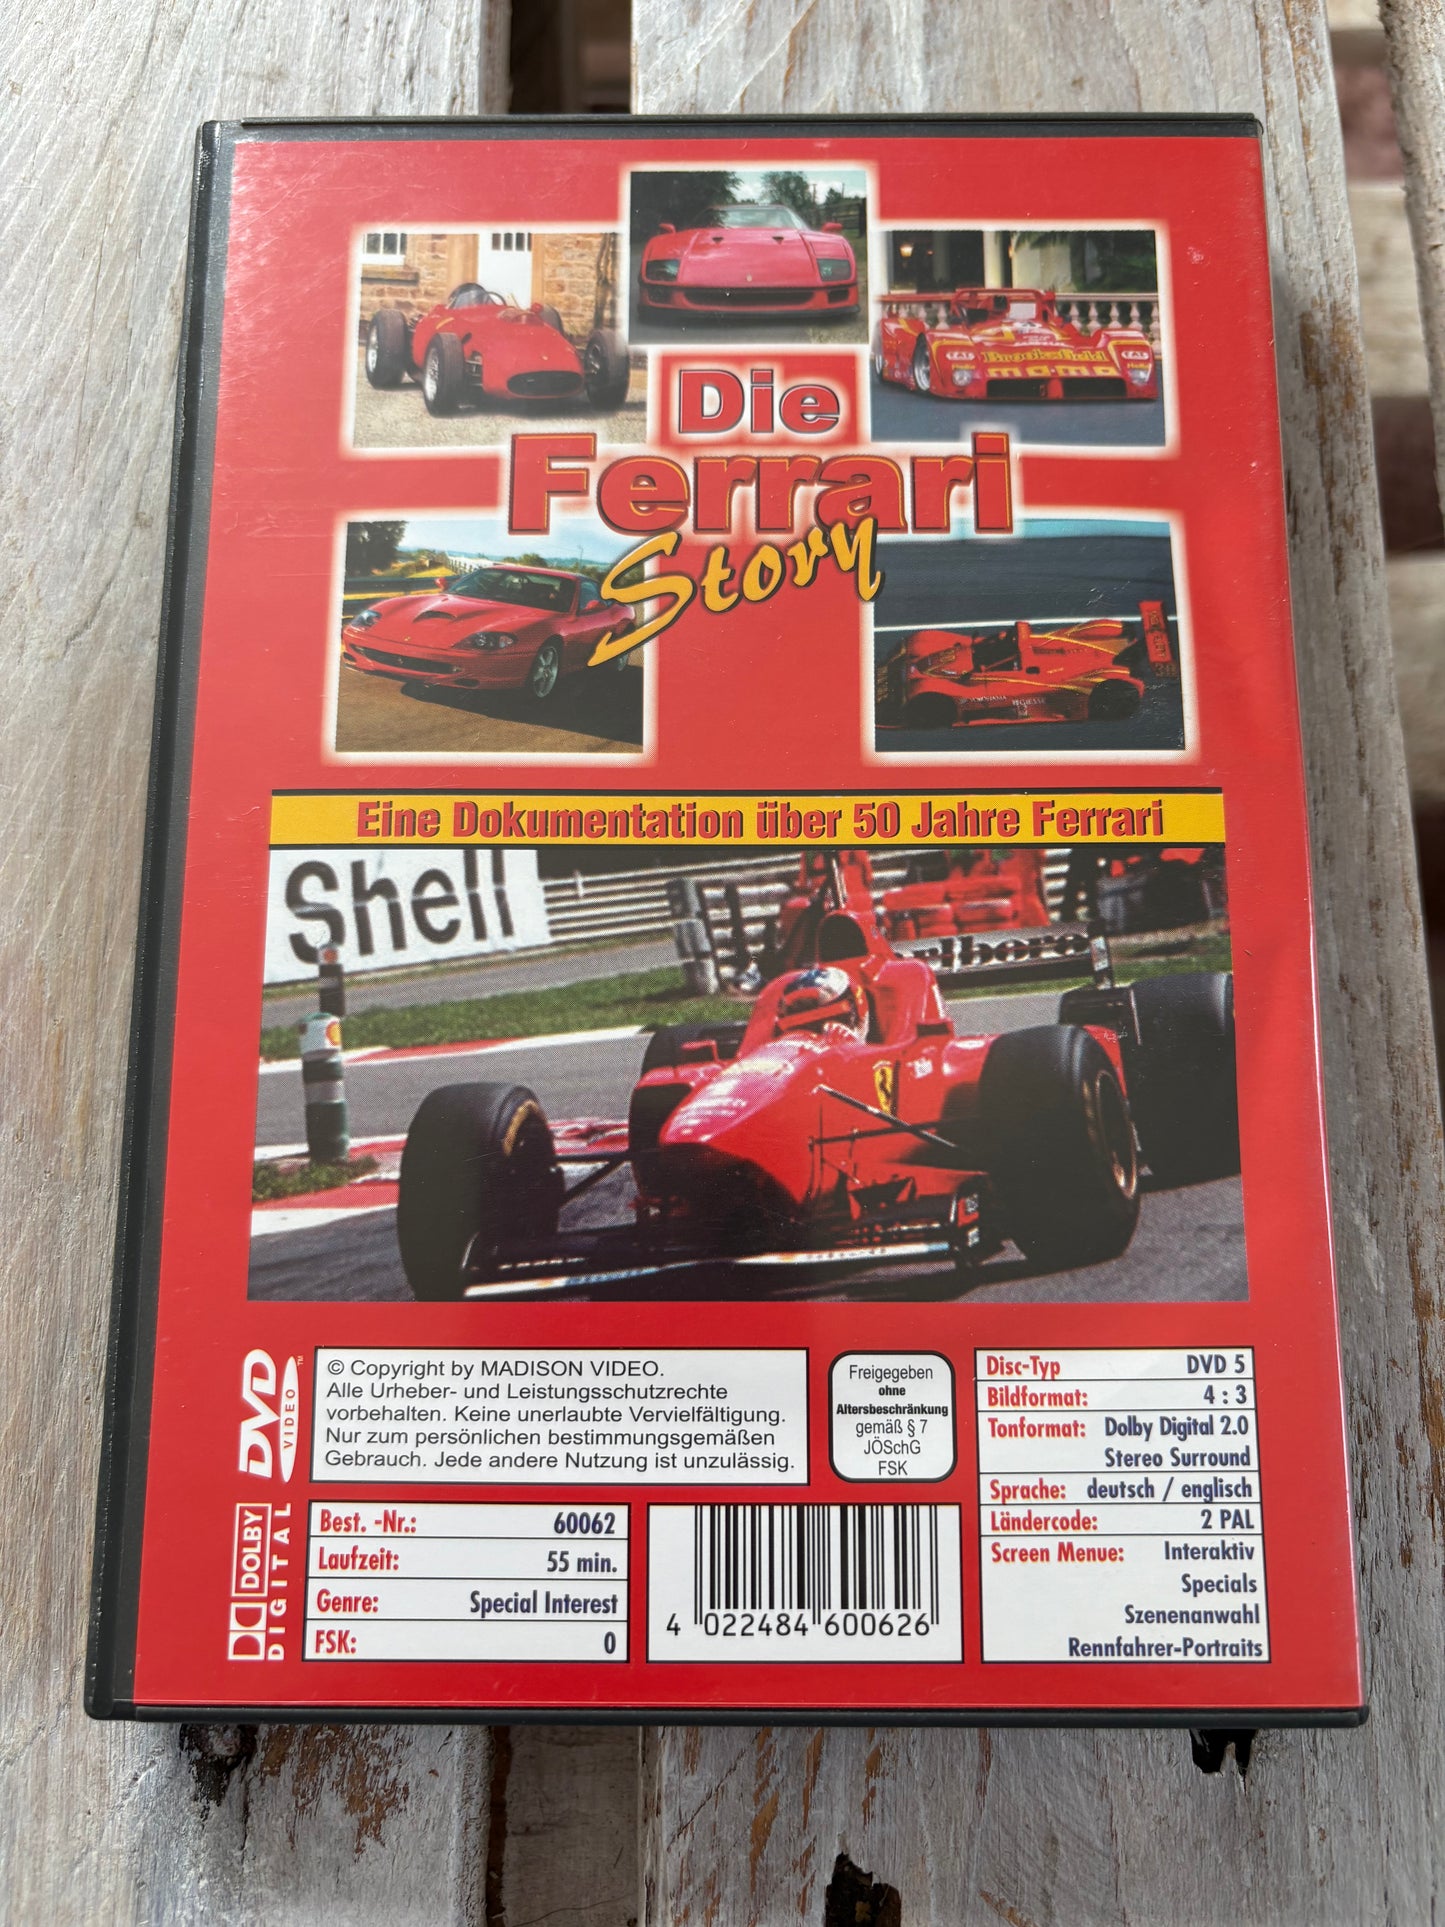 Die
Ferrari
Story
Brooksfield
momo
Eine Dokumentation über 50 Jahre Ferrari
Shell
Marlboro
DVD
VIDEO
TM
© Copyright by MADISON VIDEO.
Alle Urheber- und Leistungsschutzrechte
vorbehalten. Keine unerlaubte Vervielfältigung.
Nur zum persönlichen bestimmungsgemäßen
Gebrauch. Jede andere Nutzung ist unzulässig.
Freigegeben
ohne
Altersbeschränkung
gemäß § 7
JÖSchG
FSK
Disc-Typ DVD 5
Bildformat: 4 : 3
Tonformat: Dolby Digital 2.0
Stereo Surround
Sprache: deutsch / englisch
Ländercode: 2 PAL
Screen Menue: Interaktiv
Specials
Szenenanwahl
Rennfahrer-Portraits
DOLBY
DIGITAL
Best. -Nr.: 60062
Laufzeit: 55 min.
Genre: Special Interest
FSK: 0
4 022484 600626